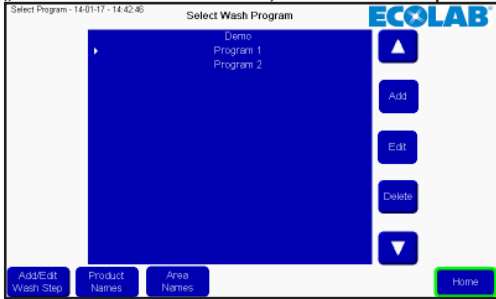 Select Program - 14-01-17 - 14:42:46
Select Wash Program
ECOLAB®
Demo
Program 1
Program 2
Add
Edit
Delete
Add/Edit
Wash Step
Product
Names
Area
Names
Home